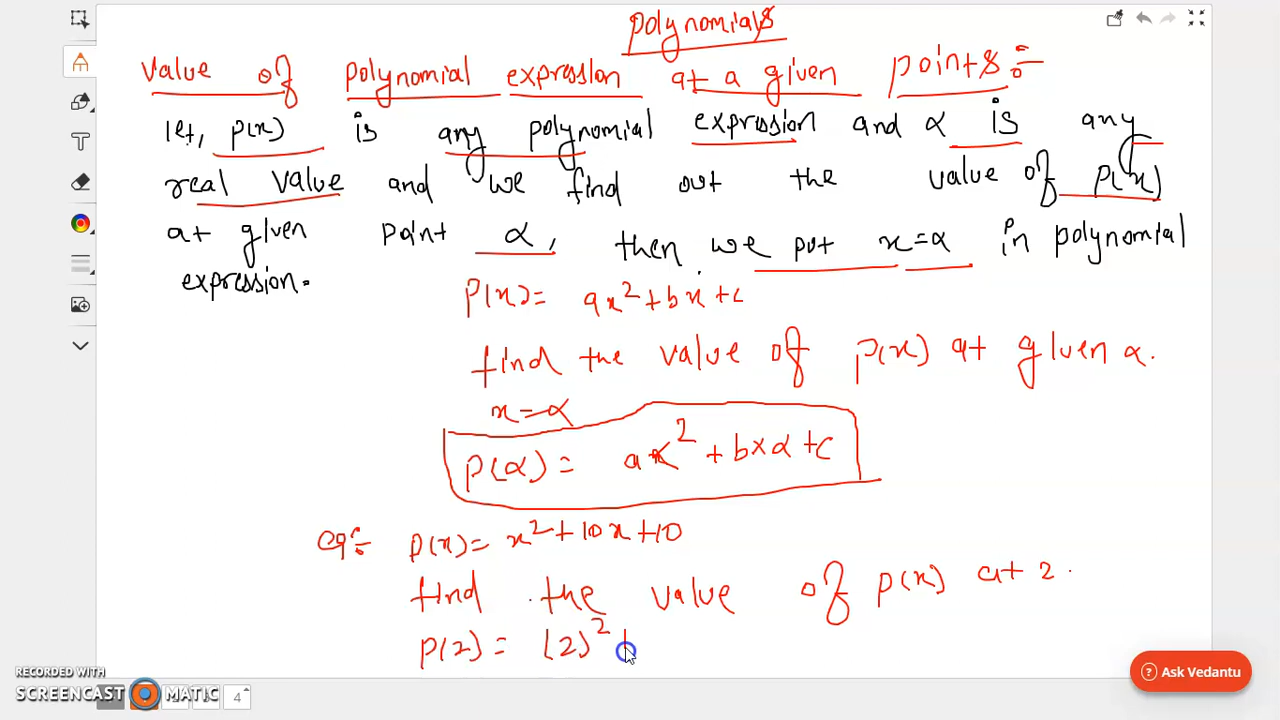 polynomials
value of polynomial expression at a given points:-
let, p(x) is any polynomial expression and α is any
real value and we find out the value of p(x)
at given point α, then we put x=α in polynomial
expression.
P(x)= ax²+bx+c
find the value of p(x) at given α.
x=α
p(α) = aα²+b×α+c
eg:- p(x)= x²+10x+10
find the value of p(x) at 2.
p(2)= (2)²
RECORDED WITH
SCREENCAST MATIC
4
Ask Vedantu